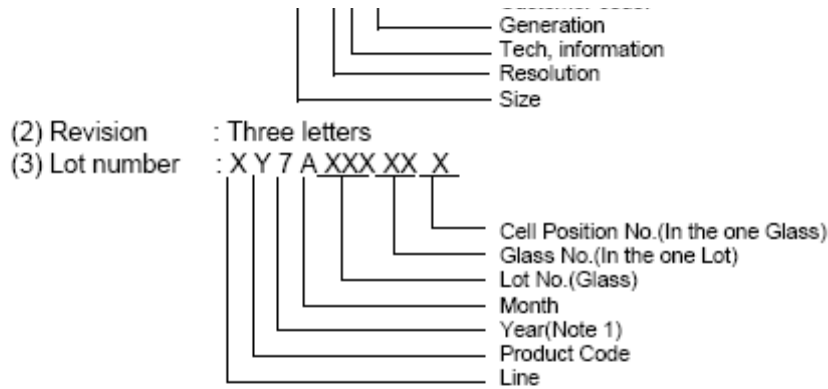 Generation
Tech, information
Resolution
Size
(2) Revision : Three letters
(3) Lot number : X Y 7 A XXX XX X
Cell Position No.(In the one Glass)
Glass No.(In the one Lot)
Lot No.(Glass)
Month
Year(Note 1)
Product Code
Line